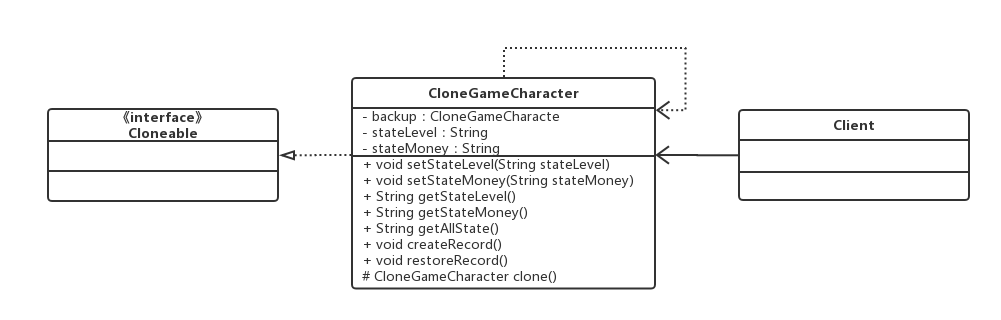 《interface》
Cloneable
CloneGameCharacter
- backup : CloneGameCharacte
- stateLevel : String
- stateMoney : String
+ void setStateLevel(String stateLevel)
+ void setStateMoney(String stateMoney)
+ String getStateLevel()
+ String getStateMoney()
+ String getAllState()
+ void createRecord()
+ void restoreRecord()
# CloneGameCharacter clone()
Client